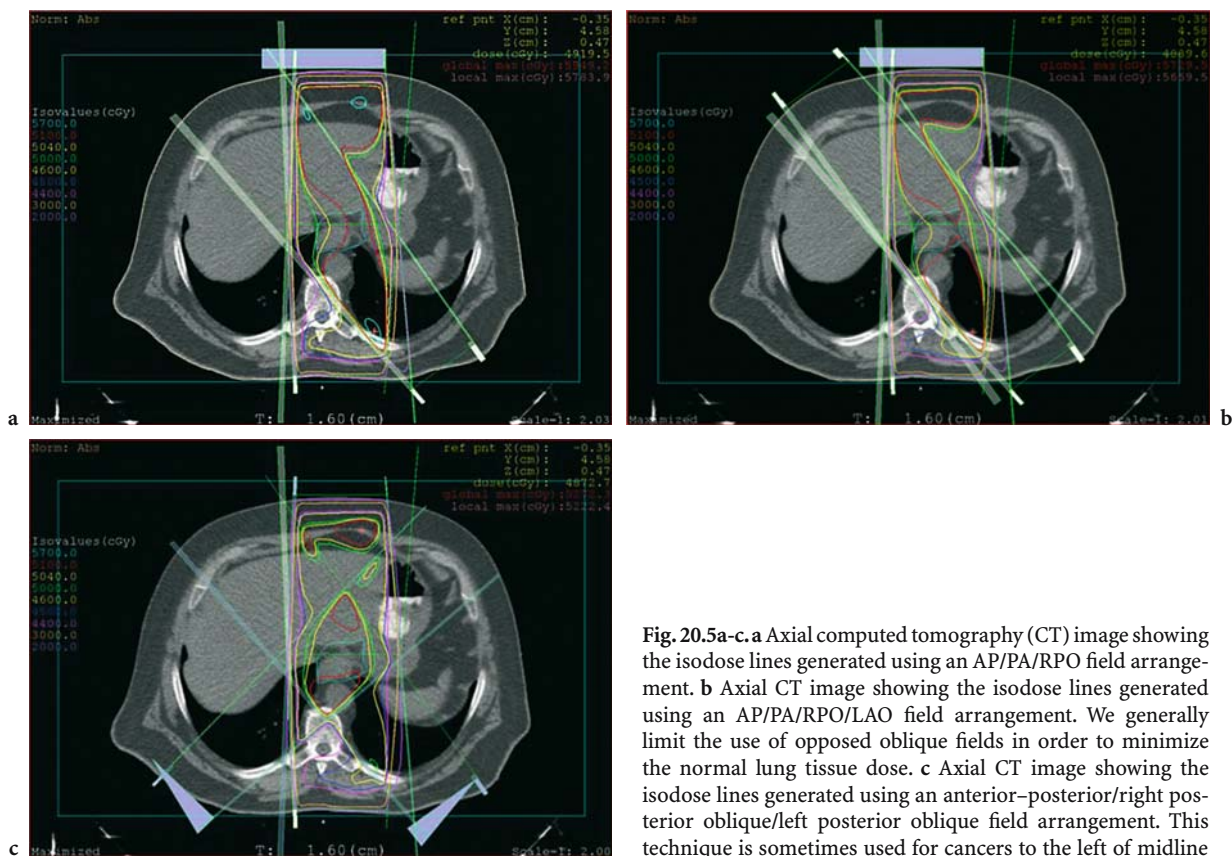 Norm: Abs
ref pnt X(cm): -0.35
Y(cm): 4.58
Z(cm): 0.47
dose(cGy): 4919.5
local max(cGy):5783.9
Isovalues(cGy)
5700.0
5100.0
5040.0
5000.0
4600.0
4500.0
4400.0
3000.0
2000.0
Maximized
T: 1.60(cm)
Scale-1: 2.03
a
Norm: Abs
ref pnt X(cm): -0.35
Y(cm): 4.58
Z(cm): 0.47
local max(cGy):5659.5
Isovalues(cGy)
5700.0
5100.0
5040.0
5000.0
4600.0
4500.0
4400.0
3000.0
2000.0
Maximized
T: 1.60(cm)
Scale-1: 2.01
b
Norm: Abs
ref pnt X(cm): -0.35
Y(cm): 4.58
Z(cm): 0.47
dose(cGy): 4872.7
local max(cGy):5222.4
Isovalues(cGy)
5700.0
5100.0
5040.0
5000.0
4600.0
4500.0
4400.0
3000.0
2000.0
Maximized
T: 1.60(cm)
Scale-1: 2.00
c
Fig. 20.5a-c. a Axial computed tomography (CT) image showing
the isodose lines generated using an AP/PA/RPO field arrange-
ment. b Axial CT image showing the isodose lines generated
using an AP/PA/RPO/LAO field arrangement. We generally
limit the use of opposed oblique fields in order to minimize
the normal lung tissue dose. c Axial CT image showing the
isodose lines generated using an anterior–posterior/right pos-
terior oblique/left posterior oblique field arrangement. This
technique is sometimes used for cancers to the left of midline